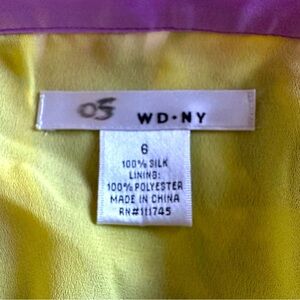 05 WD-NY
6
100% SILK
LINING:
100% POLYESTER
MADE IN CHINA
RN#111745